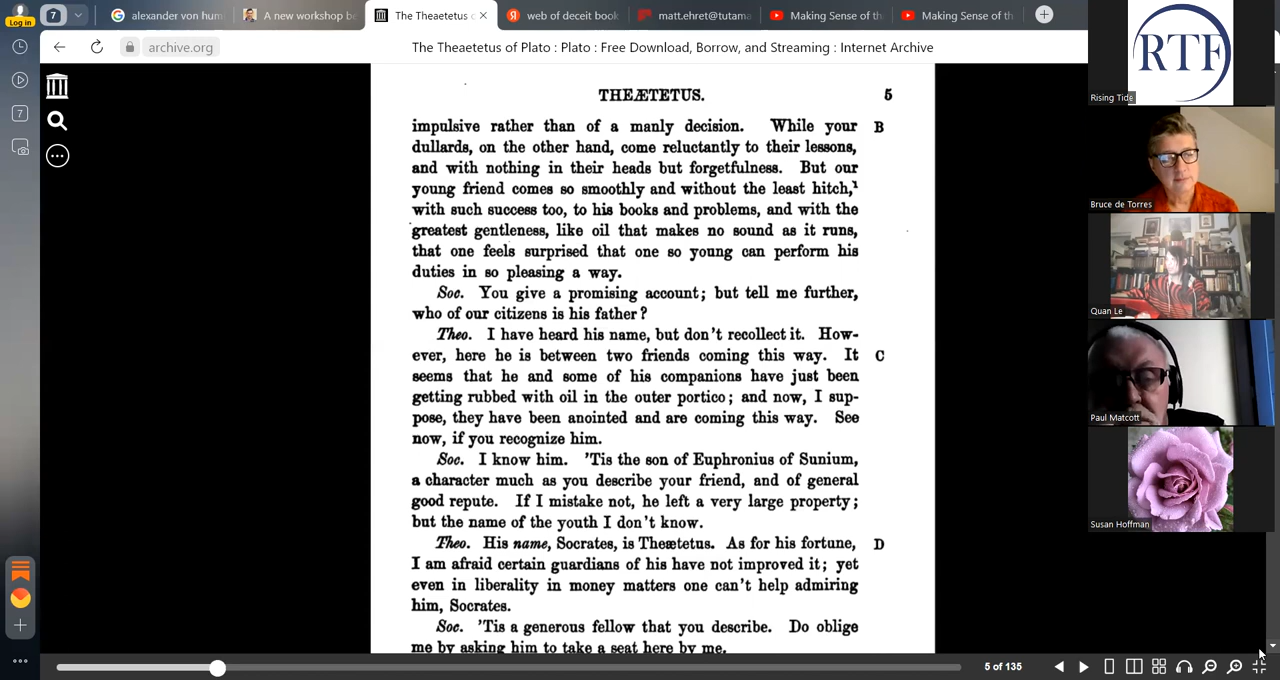 Log in
7
alexander von hum
A new workshop be
The Theaetetus o
web of deceit book
matt.ehret@tutama
Making Sense of th
Making Sense of th
archive.org
The Theaetetus of Plato : Plato : Free Download, Borrow, and Streaming : Internet Archive
7
THEÆTETUS. 5
impulsive rather than of a manly decision. While your B
dullards, on the other hand, come reluctantly to their lessons,
and with nothing in their heads but forgetfulness. But our
young friend comes so smoothly and without the least hitch,¹
with such success too, to his books and problems, and with the
greatest gentleness, like oil that makes no sound as it runs,
that one feels surprised that one so young can perform his
duties in so pleasing a way.
Soc. You give a promising account; but tell me further,
who of our citizens is his father?
Theo. I have heard his name, but don't recollect it. How-
ever, here he is between two friends coming this way. It C
seems that he and some of his companions have just been
getting rubbed with oil in the outer portico; and now, I sup-
pose, they have been anointed and are coming this way. See
now, if you recognize him.
Soc. I know him. 'Tis the son of Euphronius of Sunium,
a character much as you describe your friend, and of general
good repute. If I mistake not, he left a very large property;
but the name of the youth I don't know.
Theo. His name, Socrates, is Theætetus. As for his fortune, D
I am afraid certain guardians of his have not improved it; yet
even in liberality in money matters one can't help admiring
him, Socrates.
Soc. 'Tis a generous fellow that you describe. Do oblige
me by asking him to take a seat here by me.
5 of 135
RTF
Rising Tide
Bruce de Torres
Quan Le
Paul Matcott
Susan Hoffman